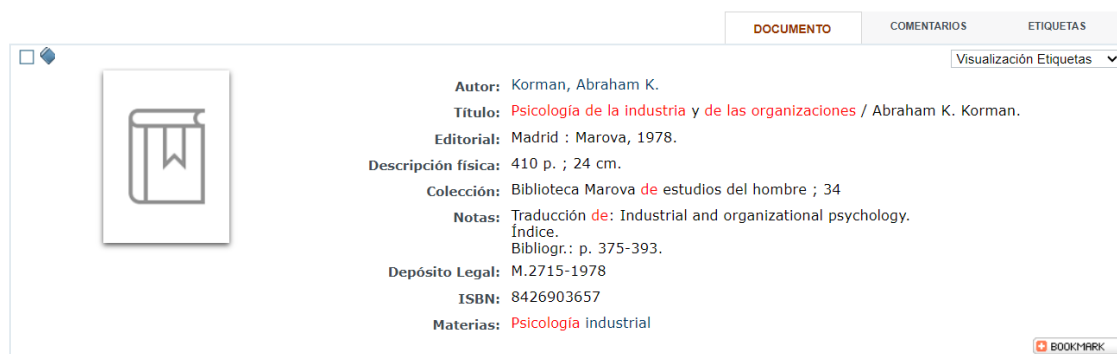 DOCUMENTO COMENTARIOS ETIQUETAS
Visualización Etiquetas
Autor: Korman, Abraham K.
Título: Psicología de la industria y de las organizaciones / Abraham K. Korman.
Editorial: Madrid : Marova, 1978.
Descripción física: 410 p. ; 24 cm.
Colección: Biblioteca Marova de estudios del hombre ; 34
Notas: Traducción de: Industrial and organizational psychology.
Índice.
Bibliogr.: p. 375-393.
Depósito Legal: M.2715-1978
ISBN: 8426903657
Materias: Psicología industrial
BOOKMARK